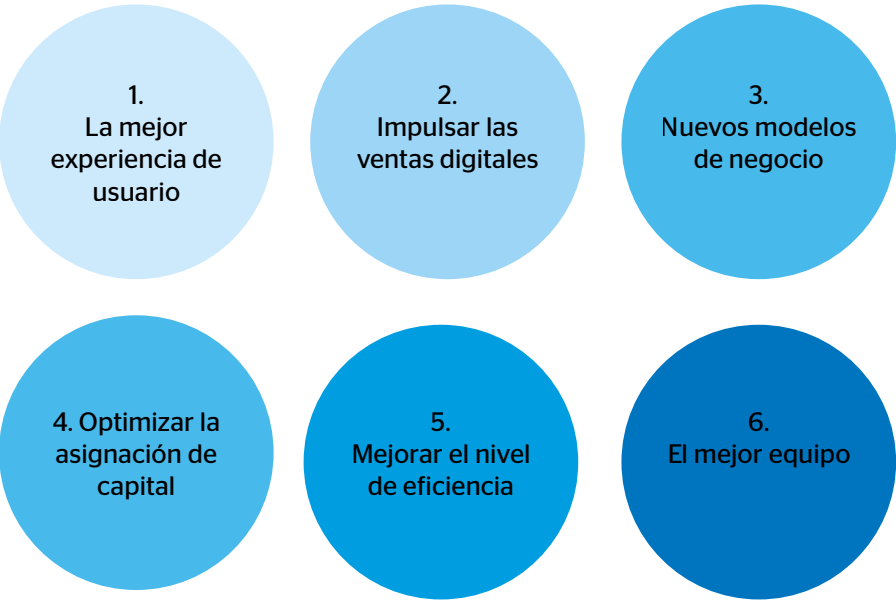 1.
La mejor
experiencia de
usuario
2.
Impulsar las
ventas digitales
3.
Nuevos modelos
de negocio
4. Optimizar la
asignación de
capital
5.
Mejorar el nivel
de eficiencia
6.
El mejor equipo